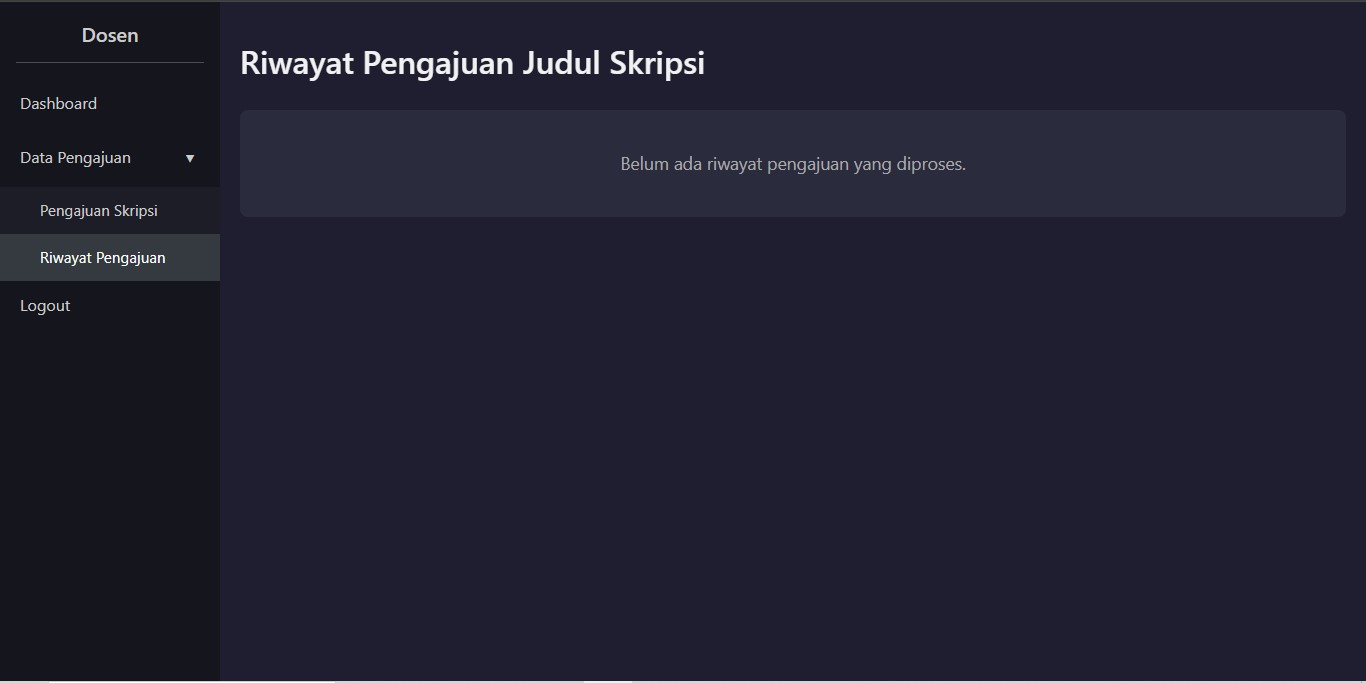 Dosen
Dashboard
Data Pengajuan ▼
Pengajuan Skripsi
Riwayat Pengajuan
Logout
Riwayat Pengajuan Judul Skripsi
Belum ada riwayat pengajuan yang diproses.